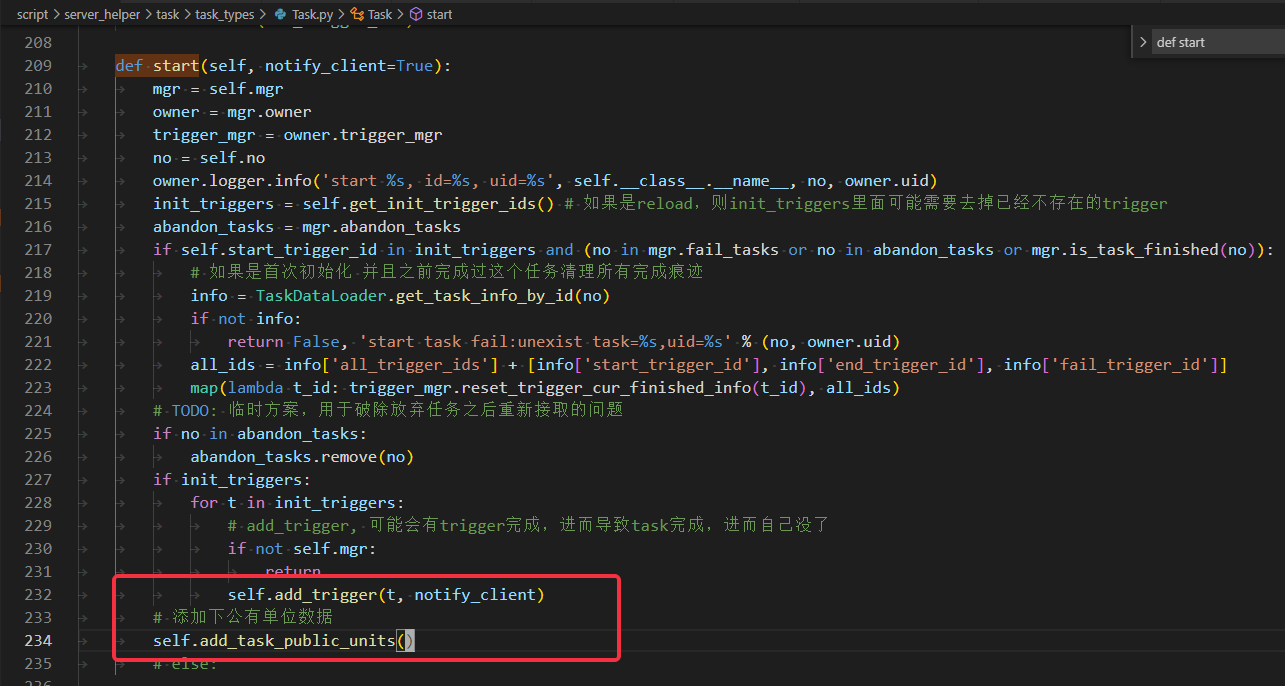 script > server_helper > task > task_types > Task.py > Task > start
208
def start
209 def start(self, notify_client=True):
210 mgr = self.mgr
211 owner = mgr.owner
212 trigger_mgr = owner.trigger_mgr
213 no = self.no
214 owner.logger.info('start %s, id=%s, uid=%s', self.__class__.__name__, no, owner.uid)
215 init_triggers = self.get_init_trigger_ids() # 如果是reload，则init_triggers里面可能需要去掉已经不存在的trigger
216 abandon_tasks = mgr.abandon_tasks
217 if self.start_trigger_id in init_triggers and (no in mgr.fail_tasks or no in abandon_tasks or mgr.is_task_finished(no)):
218 # 如果是首次初始化 并且之前完成过这个任务清理所有完成痕迹
219 info = TaskDataLoader.get_task_info_by_id(no)
220 if not info:
221 return False, 'start task fail:unexist task=%s,uid=%s' % (no, owner.uid)
222 all_ids = info['all_trigger_ids'] + [info['start_trigger_id'], info['end_trigger_id'], info['fail_trigger_id']]
223 map(lambda t_id: trigger_mgr.reset_trigger_cur_finished_info(t_id), all_ids)
224 # TODO: 临时方案，用于破除放弃任务之后重新接取的问题
225 if no in abandon_tasks:
226 abandon_tasks.remove(no)
227 if init_triggers:
228 for t in init_triggers:
229 # add_trigger, 可能会有trigger完成，进而导致task完成，进而自己没了
230 if not self.mgr:
231 return
232 self.add_trigger(t, notify_client)
233 # 添加下公有单位数据
234 self.add_task_public_units()
235 # else:
236